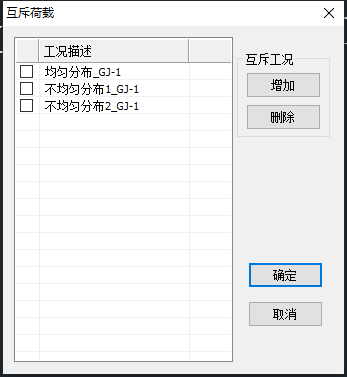 互斥荷载
工况描述
均匀分布_GJ-1
不均匀分布1_GJ-1
不均匀分布2_GJ-1
互斥工况
增加
删除
确定
取消